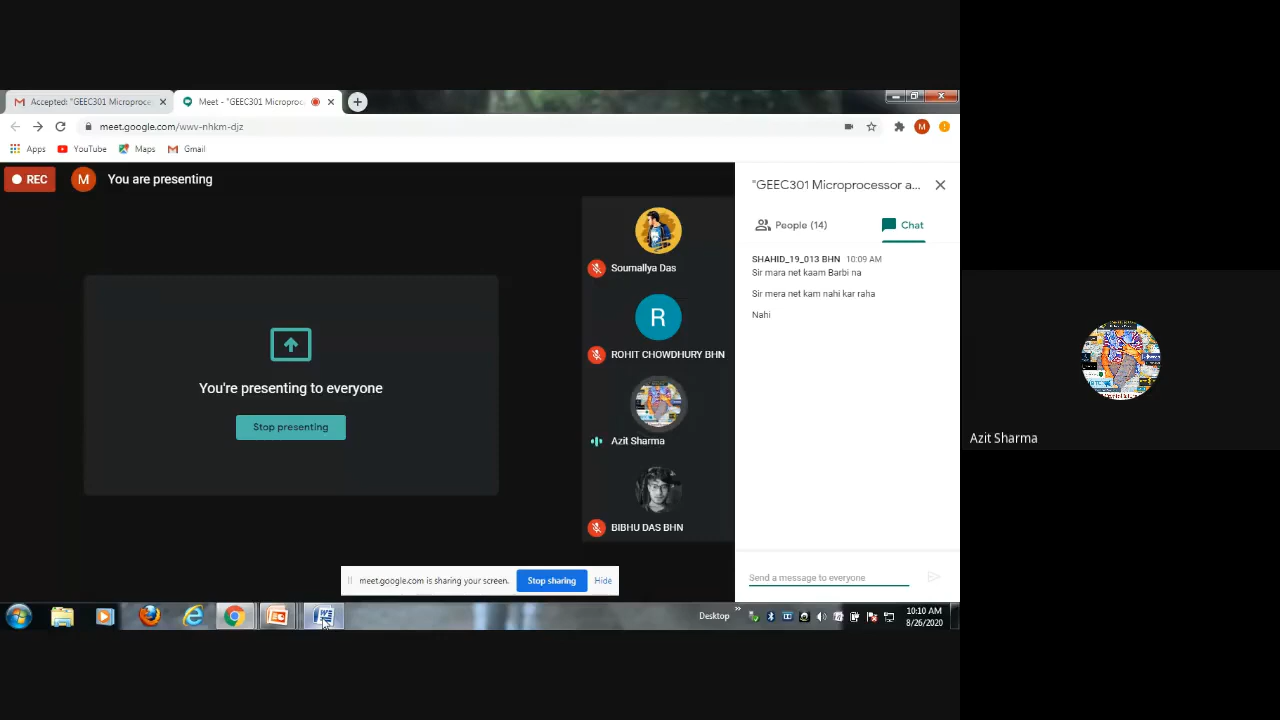 Accepted: "GEEC301 Microproce
Meet - "GEEC301 Microproc
meet.google.com/wwv-nhkm-djz
Apps
YouTube
Maps
Gmail
REC
M
You are presenting
You're presenting to everyone
Stop presenting
Soumallya Das
R
ROHIT CHOWDHURY BHN
Azit Sharma
BIBHU DAS BHN
"GEEC301 Microprocessor a...
People (14)
Chat
SHAHID_19_013 BHN 10:09 AM
Sir mara net kaam Barbi na
Sir mera net kam nahi kar raha
Nahi
Send a message to everyone
meet.google.com is sharing your screen.
Stop sharing
Hide
Desktop
10:10 AM
8/26/2020
Azit Sharma